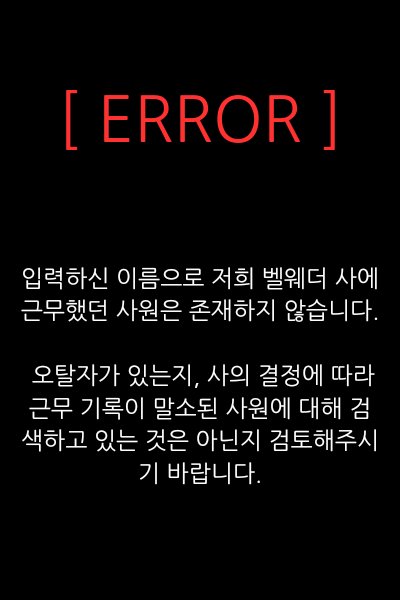 [ ERROR ]
입력하신 이름으로 저희 벨웨더 사에
근무했던 사원은 존재하지 않습니다.
오탈자가 있는지, 사의 결정에 따라
근무 기록이 말소된 사원에 대해 검
색하고 있는 것은 아닌지 검토해주시
기 바랍니다.